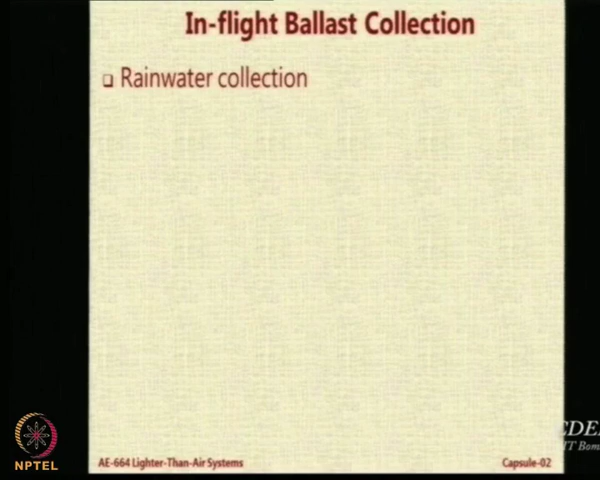 In-flight Ballast Collection
Rainwater collection
NPTEL
AE-664 Lighter-Than-Air Systems
Capsule-02